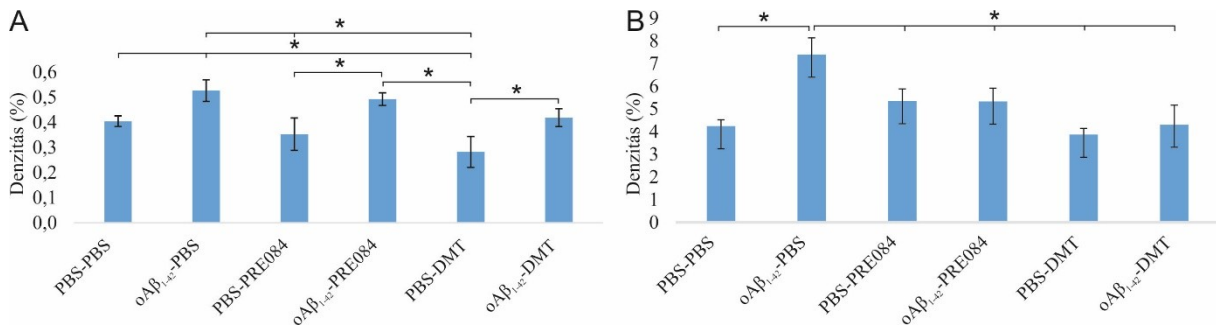 A
*
*
*
*
*
Denzitás (%)
0,6
0,5
0,4
0,3
0,2
0,1
0,0
PBS-PBS
oAβ₁₋₄₂-PBS
PBS-PRE084
oAβ₁₋₄₂-PRE084
PBS-DMT
oAβ₁₋₄₂-DMT
B
*
*
Denzitás (%)
9
8
7
6
5
4
3
2
1
0
PBS-PBS
oAβ₁₋₄₂-PBS
PBS-PRE084
oAβ₁₋₄₂-PRE084
PBS-DMT
oAβ₁₋₄₂-DMT